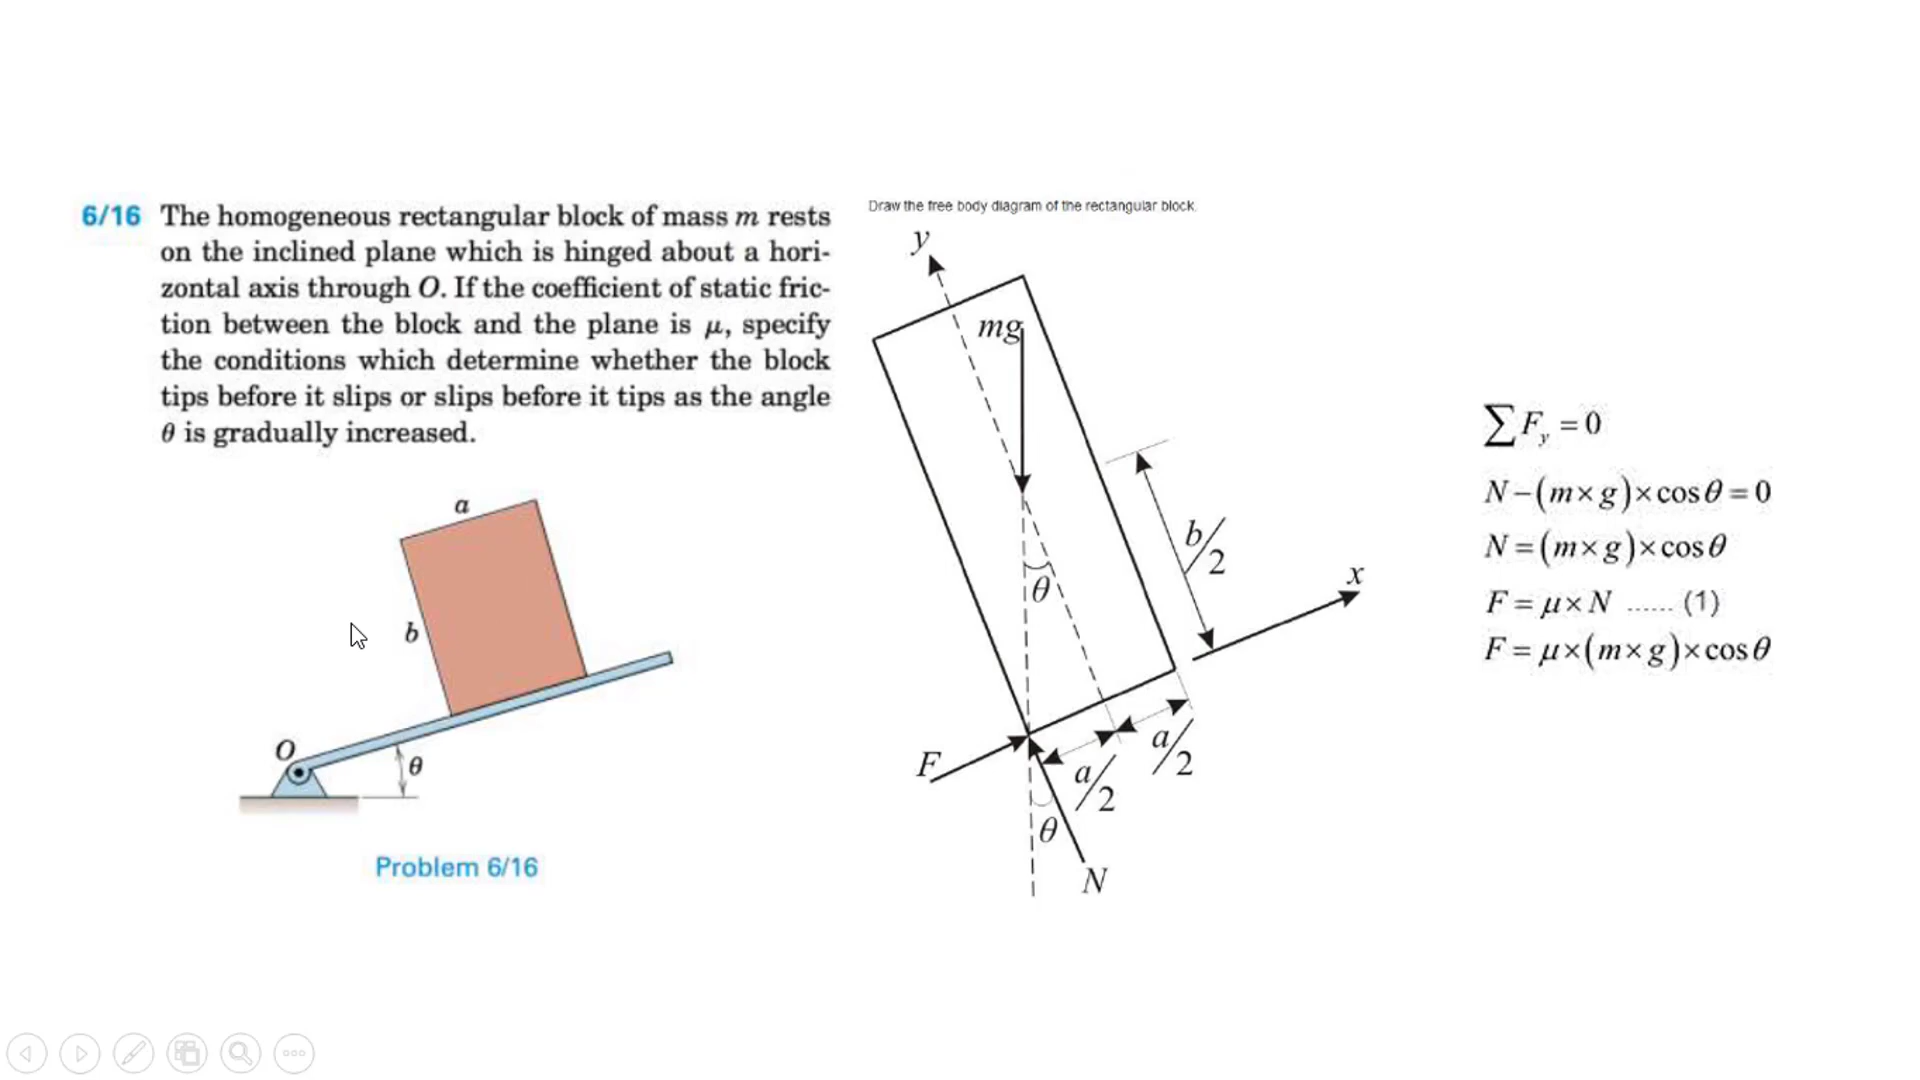 6/16 The homogeneous rectangular block of mass m rests
on the inclined plane which is hinged about a hori-
zontal axis through O. If the coefficient of static fric-
tion between the block and the plane is μ, specify
the conditions which determine whether the block
tips before it slips or slips before it tips as the angle
θ is gradually increased.
a
b
O
θ
Problem 6/16
Draw the free body diagram of the rectangular block.
y
mg
b/2
θ
x
F
a/2
a/2
θ
N
∑F_y = 0
N−(m×g)×cosθ=0
N=(m×g)×cosθ
F=μ×N ...... (1)
F=μ×(m×g)×cosθ